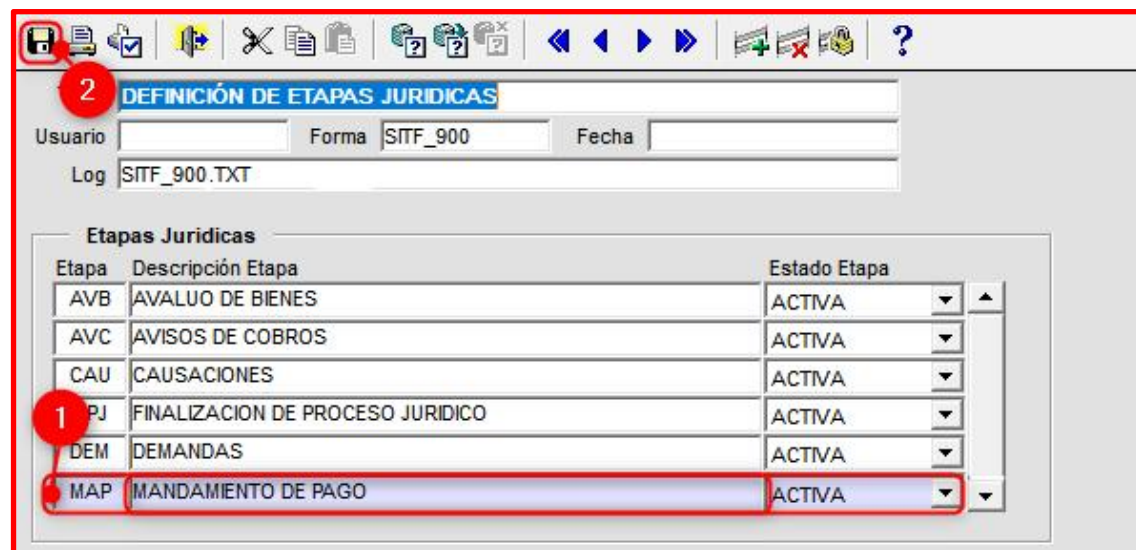 ?
2
DEFINICIÓN DE ETAPAS JURIDICAS
Usuario Forma SITF_900 Fecha
Log SITF_900.TXT
Etapas Juridicas
Etapa Descripción Etapa Estado Etapa
AVB AVALUO DE BIENES ACTIVA
AVC AVISOS DE COBROS ACTIVA
CAU CAUSACIONES ACTIVA
1 PJ FINALIZACION DE PROCESO JURIDICO ACTIVA
DEM DEMANDAS ACTIVA
MAP MANDAMIENTO DE PAGO ACTIVA